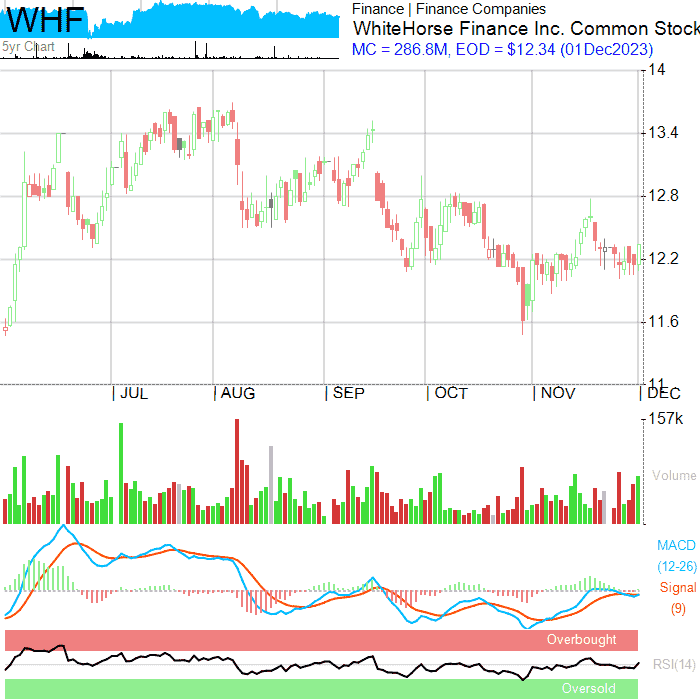 WHF
5yr Chart
Finance | Finance Companies
WhiteHorse Finance Inc. Common Stock
MC = 286.8M, EOD = $12.34 (01Dec2023)
14
13.4
12.8
12.2
11.6
11
| JUL | AUG | SEP | OCT | NOV | DEC
157k
Volume
MACD
(12-26)
Signal
(9)
Overbought
RSI(14)
Oversold